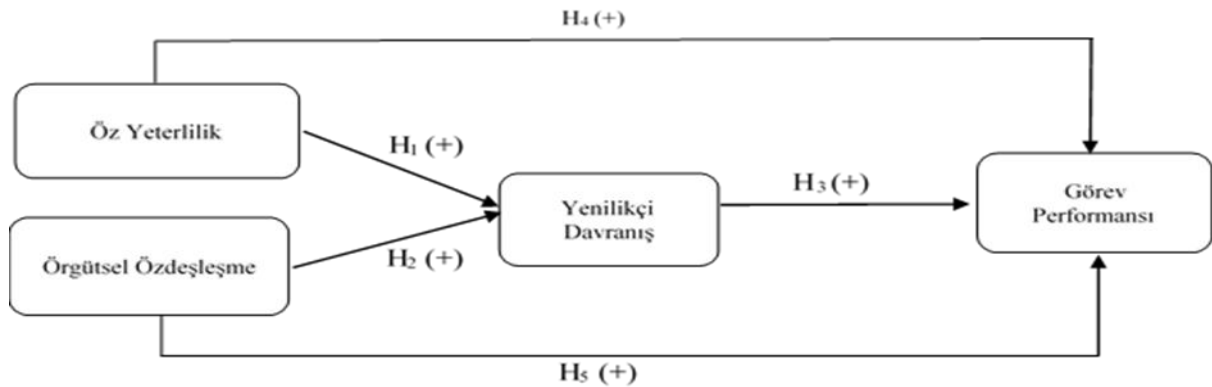 H₄ (+)
Öz Yeterlilik
H₁ (+)
Yenilikçi
Davranış
H₃ (+)
Görev
Performansı
Örgütsel Özdeşleşme
H₂ (+)
H₅ (+)